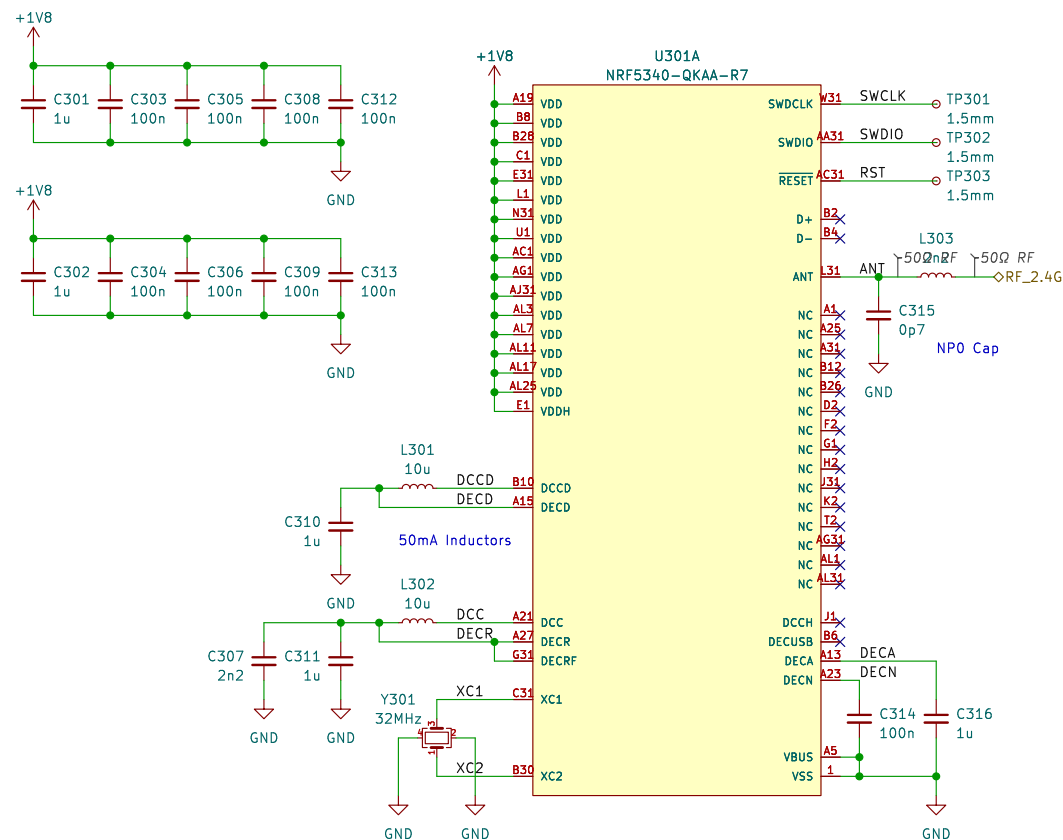 +1V8
C301
1u
C303
100n
C305
100n
C308
100n
C312
100n
GND
+1V8
C302
1u
C304
100n
C306
100n
C309
100n
C313
100n
GND
+1V8
U301A
NRF5340-QKAA-R7
A19 VDD
B8 VDD
B28 VDD
C1 VDD
E31 VDD
L1 VDD
N31 VDD
U1 VDD
AC1 VDD
AG1 VDD
AJ31 VDD
AL3 VDD
AL7 VDD
AL11 VDD
AL17 VDD
AL25 VDD
E1 VDDH
L301
10u
DCCD B10 DCCD
DECD A15 DECD
C310
1u
GND
50mA Inductors
L302
10u
DCC A21 DCC
DECR A27 DECR
G31 DECRF
C307
2n2
GND
C311
1u
GND
XC1 C31 XC1
Y301
32MHz
3
4
2
1
XC2 B30 XC2
GND
GND
SWDCLK W31 SWCLK TP301
1.5mm
SWDIO AA31 SWDIO TP302
1.5mm
RESET AC31 RST TP303
1.5mm
D+ B2
D- B4
L303
2n2
50Ω RF
50Ω RF
ANT L31 ANT RF_2.4G
C315
0p7
GND
NP0 Cap
NC A1
NC A25
NC A31
NC B12
NC B26
NC D2
NC F2
NC G1
NC H2
NC J31
NC K2
NC T2
NC AG31
NC AL1
NC AL31
DCCH J1
DECUSB B6
DECA A13 DECA
DECN A23 DECN
C314
100n
C316
1u
VBUS A5
VSS 1
GND